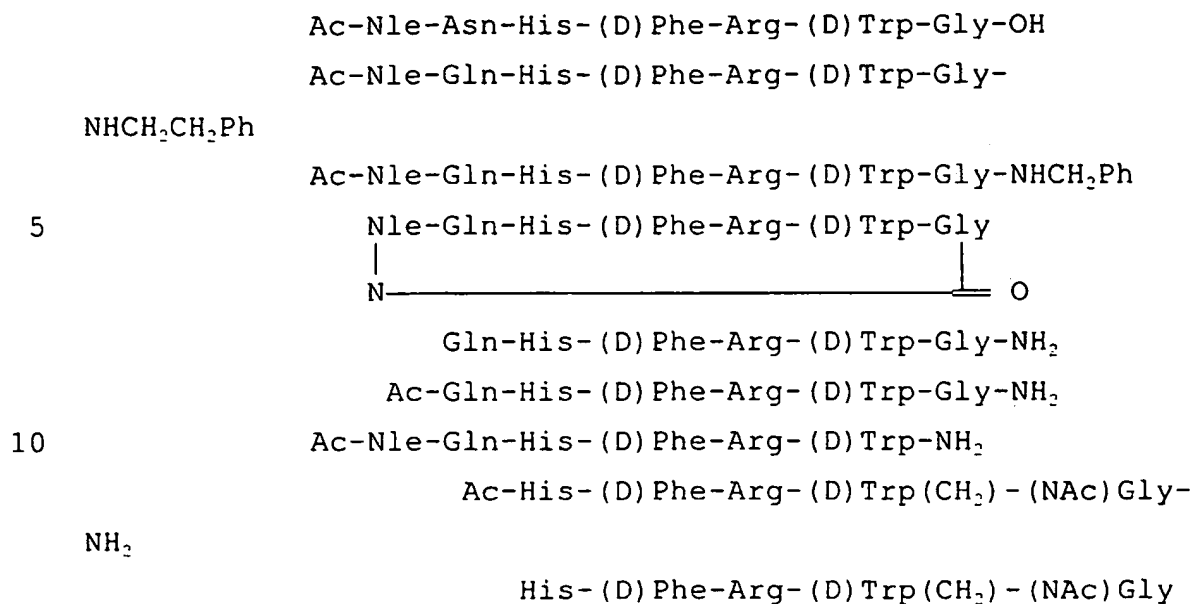 Ac-Nle-Asn-His-(D)Phe-Arg-(D)Trp-Gly-OH
Ac-Nle-Gln-His-(D)Phe-Arg-(D)Trp-Gly-
NHCH₂CH₂Ph
Ac-Nle-Gln-His-(D)Phe-Arg-(D)Trp-Gly-NHCH₂Ph
5 Nle-Gln-His-(D)Phe-Arg-(D)Trp-Gly
N O
Gln-His-(D)Phe-Arg-(D)Trp-Gly-NH₂
Ac-Gln-His-(D)Phe-Arg-(D)Trp-Gly-NH₂
10 Ac-Nle-Gln-His-(D)Phe-Arg-(D)Trp-NH₂
Ac-His-(D)Phe-Arg-(D)Trp(CH₂)-(NAc)Gly-
NH₂
His-(D)Phe-Arg-(D)Trp(CH₂)-(NAc)Gly